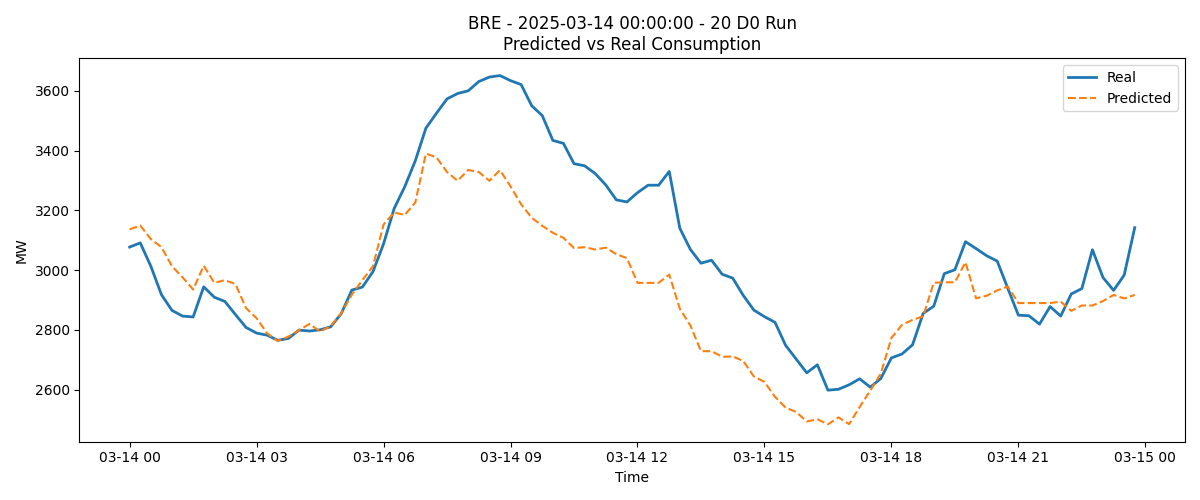 BRE - 2025-03-14 00:00:00 - 20 D0 Run
Predicted vs Real Consumption
Real
Predicted
MW
3600
3400
3200
3000
2800
2600
03-14 00
03-14 03
03-14 06
03-14 09
03-14 12
03-14 15
03-14 18
03-14 21
03-15 00
Time